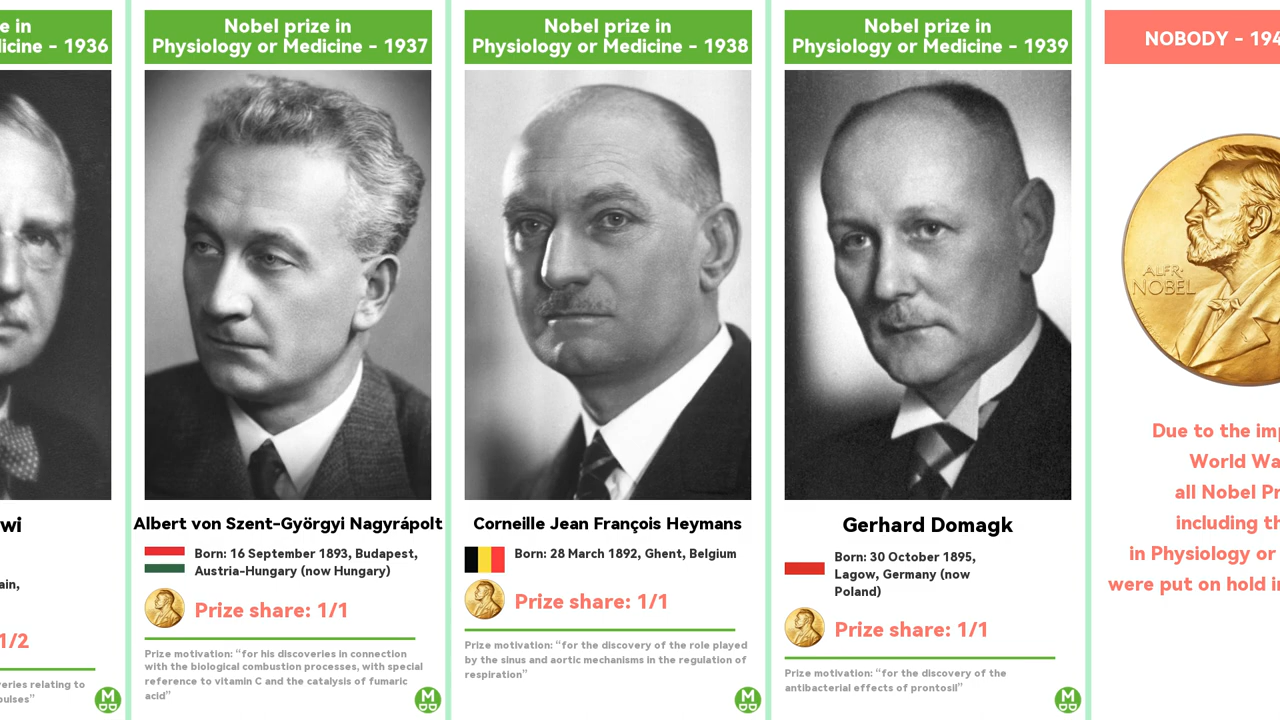 e in
licine - 1936
wi
ain,
1/2
veries relating to
pulses”
Nobel prize in
Physiology or Medicine - 1937
Albert von Szent-Györgyi Nagyrápolt
Born: 16 September 1893, Budapest,
Austria-Hungary (now Hungary)
Prize share: 1/1
Prize motivation: “for his discoveries in connection
with the biological combustion processes, with special
reference to vitamin C and the catalysis of fumaric
acid”
M
Nobel prize in
Physiology or Medicine - 1938
Corneille Jean François Heymans
Born: 28 March 1892, Ghent, Belgium
Prize share: 1/1
Prize motivation: “for the discovery of the role played
by the sinus and aortic mechanisms in the regulation of
respiration”
M
Nobel prize in
Physiology or Medicine - 1939
Gerhard Domagk
Born: 30 October 1895,
Lagow, Germany (now
Poland)
Prize share: 1/1
Prize motivation: “for the discovery of the
antibacterial effects of prontosil”
M
NOBODY - 194
ALFR·
NOBEL
Due to the imp
World Wa
all Nobel Pr
including th
in Physiology or
were put on hold in